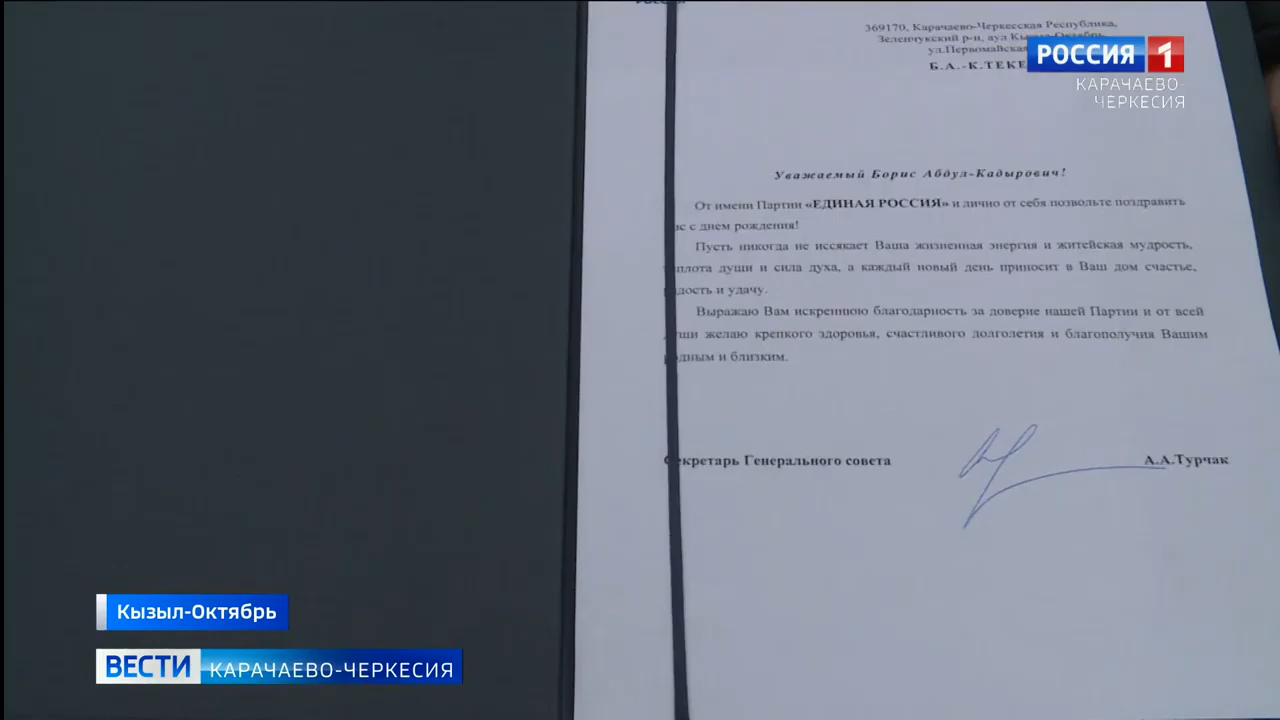 369170, Карачаево-Черкесская Республика,
Зеленчукский р-н, аул Кызыл-Октябрь,
ул.Первомайская
Б.А.-К.ТЕКЕ
РОССИЯ 1
КАРАЧАЕВО-
ЧЕРКЕСИЯ
Уважаемый Борис Абдул-Кадырович!
От имени Партии «ЕДИНАЯ РОССИЯ» и лично от себя позвольте поздравить
с днем рождения!
Пусть никогда не иссякает Ваша жизненная энергия и житейская мудрость,
плота души и сила духа, а каждый новый день приносит в Ваш дом счастье,
дость и удачу.
Выражаю Вам искреннюю благодарность за доверие нашей Партии и от всей
уши желаю крепкого здоровья, счастливого долголетия и благополучия Вашим
дным и близким.
Секретарь Генерального совета А.А.Турчак
Кызыл-Октябрь
ВЕСТИ КАРАЧАЕВО-ЧЕРКЕСИЯ